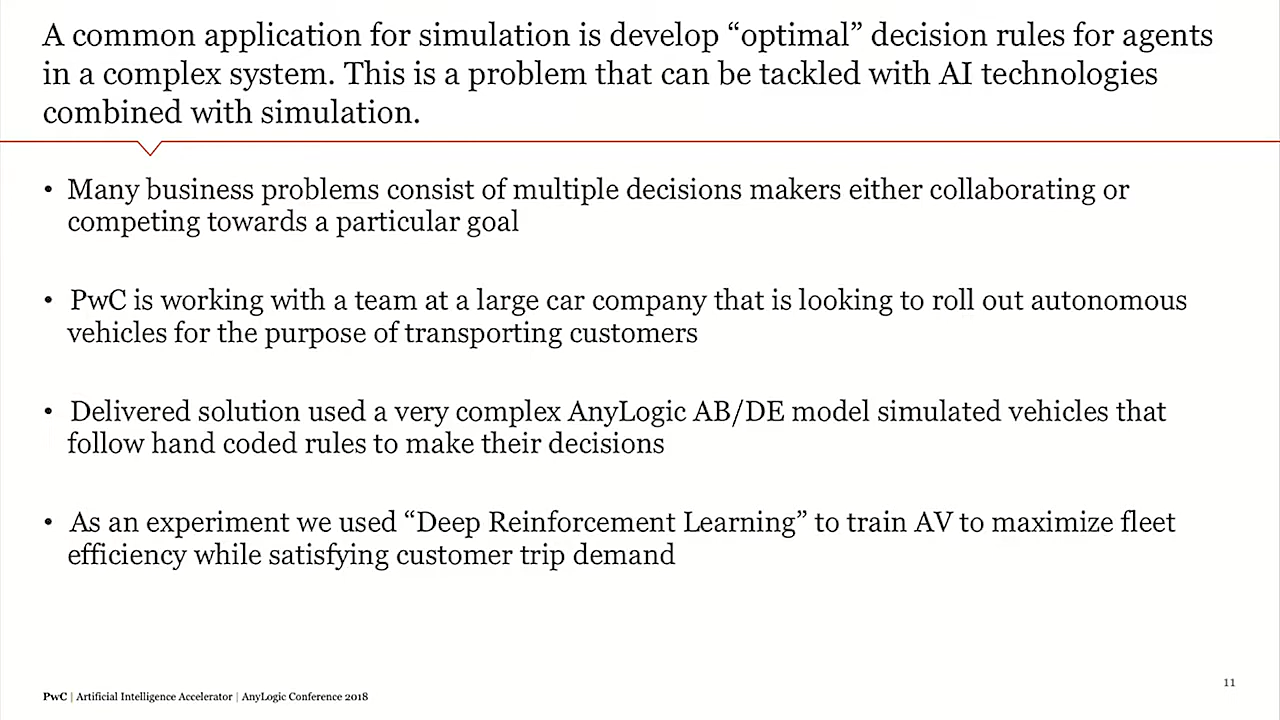 A common application for simulation is develop “optimal” decision rules for agents
in a complex system. This is a problem that can be tackled with AI technologies
combined with simulation.
• Many business problems consist of multiple decisions makers either collaborating or
competing towards a particular goal
• PwC is working with a team at a large car company that is looking to roll out autonomous
vehicles for the purpose of transporting customers
• Delivered solution used a very complex AnyLogic AB/DE model simulated vehicles that
follow hand coded rules to make their decisions
• As an experiment we used “Deep Reinforcement Learning” to train AV to maximize fleet
efficiency while satisfying customer trip demand
11
PwC | Artificial Intelligence Accelerator | AnyLogic Conference 2018